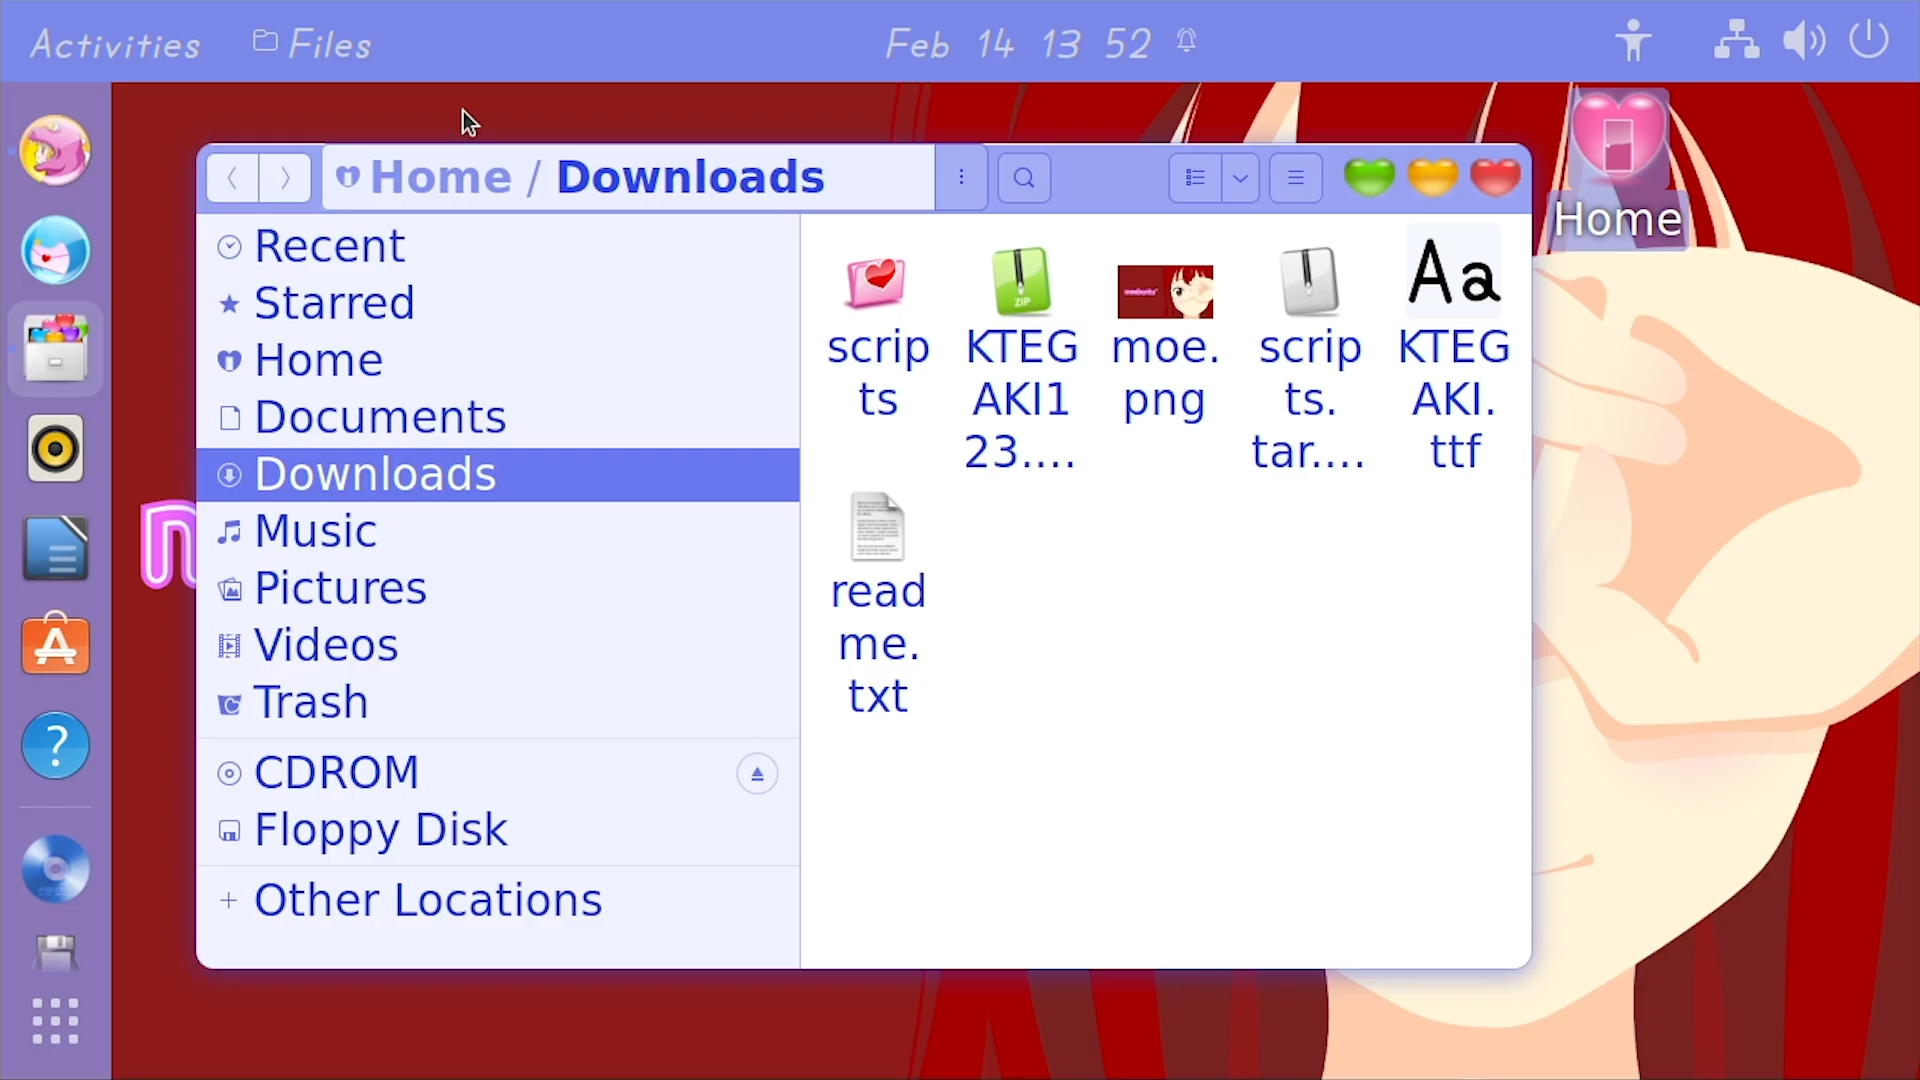 Activities Files Feb 14 13 52
Home / Downloads
Home
Recent
Starred
Home
Documents
Downloads
Music
Pictures
Videos
Trash
CDROM
Floppy Disk
Other Locations
scrip
ts
ZIP
KTEG
AKI1
23....
moe.
png
scrip
ts.
tar....
Aa
KTEG
AKI.
ttf
read
me.
txt